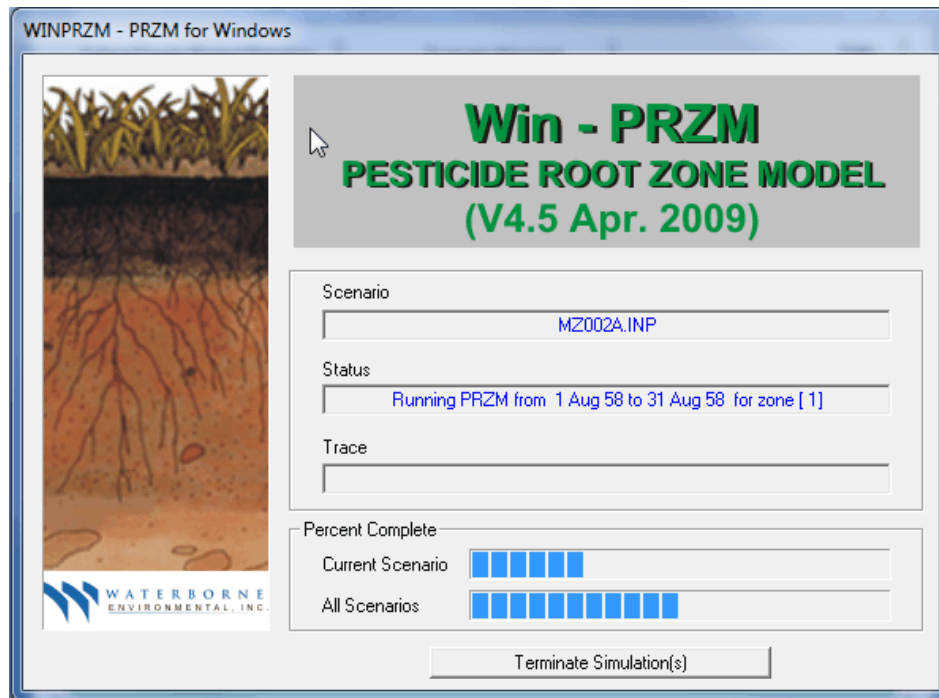 WINPRZM - PRZM for Windows
Win - PRZM
PESTICIDE ROOT ZONE MODEL
(V4.5 Apr. 2009)
Scenario
MZ002A.INP
Status
Running PRZM from 1 Aug 58 to 31 Aug 58 for zone [ 1]
Trace
Percent Complete
Current Scenario
All Scenarios
WATERBORNE
ENVIRONMENTAL, INC.
Terminate Simulation(s)